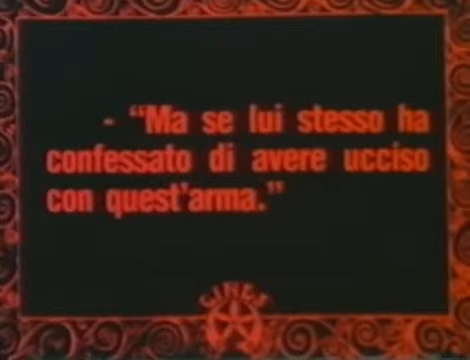 - "Ma se lui stesso ha
confessato di avere ucciso
con quest'arma."
CINES